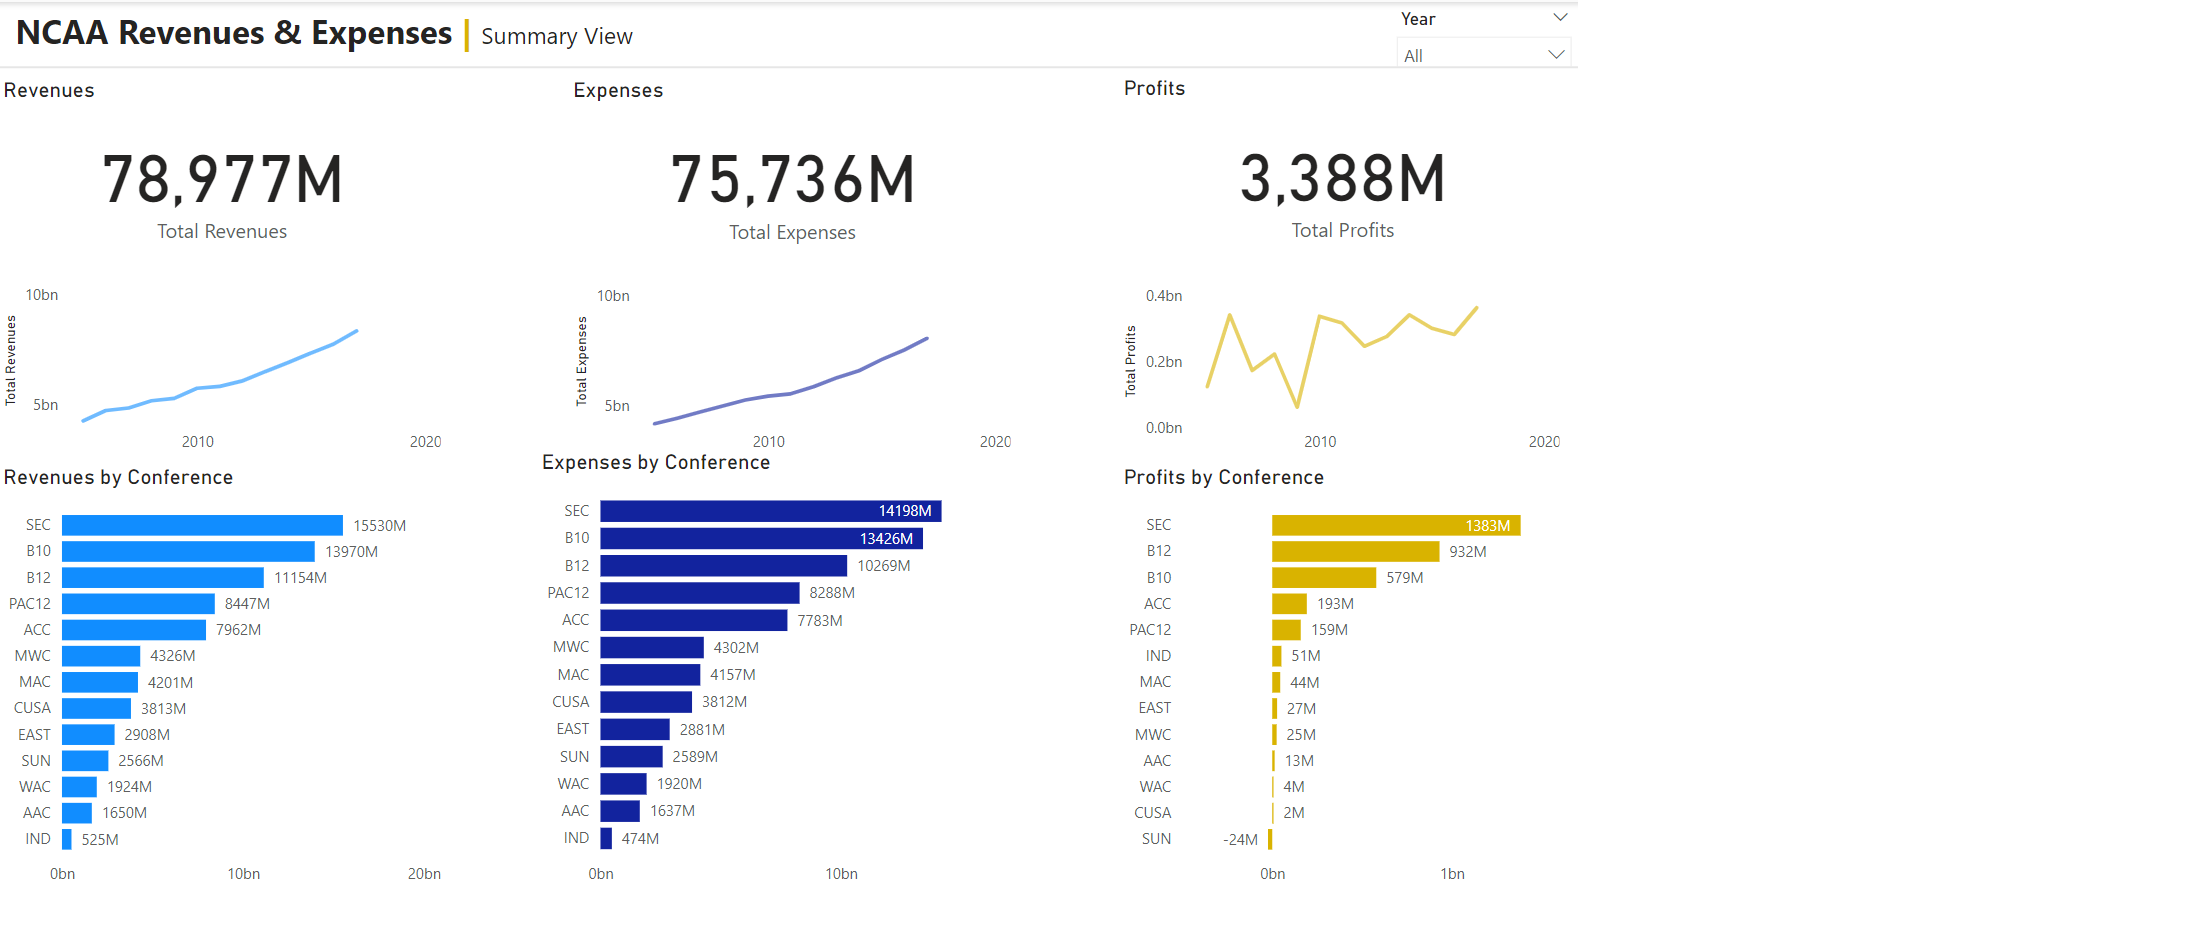 NCAA Revenues & Expenses | Summary View
Year
All
Revenues
78,977M
Total Revenues
Total Revenues
10bn
5bn
2010
2020
Expenses
75,736M
Total Expenses
Total Expenses
10bn
5bn
2010
2020
Profits
3,388M
Total Profits
Total Profits
0.4bn
0.2bn
0.0bn
2010
2020
Revenues by Conference
SEC 15530M
B10 13970M
B12 11154M
PAC12 8447M
ACC 7962M
MWC 4326M
MAC 4201M
CUSA 3813M
EAST 2908M
SUN 2566M
WAC 1924M
AAC 1650M
IND 525M
0bn 10bn 20bn
Expenses by Conference
SEC 14198M
B10 13426M
B12 10269M
PAC12 8288M
ACC 7783M
MWC 4302M
MAC 4157M
CUSA 3812M
EAST 2881M
SUN 2589M
WAC 1920M
AAC 1637M
IND 474M
0bn 10bn
Profits by Conference
SEC 1383M
B12 932M
B10 579M
ACC 193M
PAC12 159M
IND 51M
MAC 44M
EAST 27M
MWC 25M
AAC 13M
WAC 4M
CUSA 2M
SUN -24M
0bn 1bn